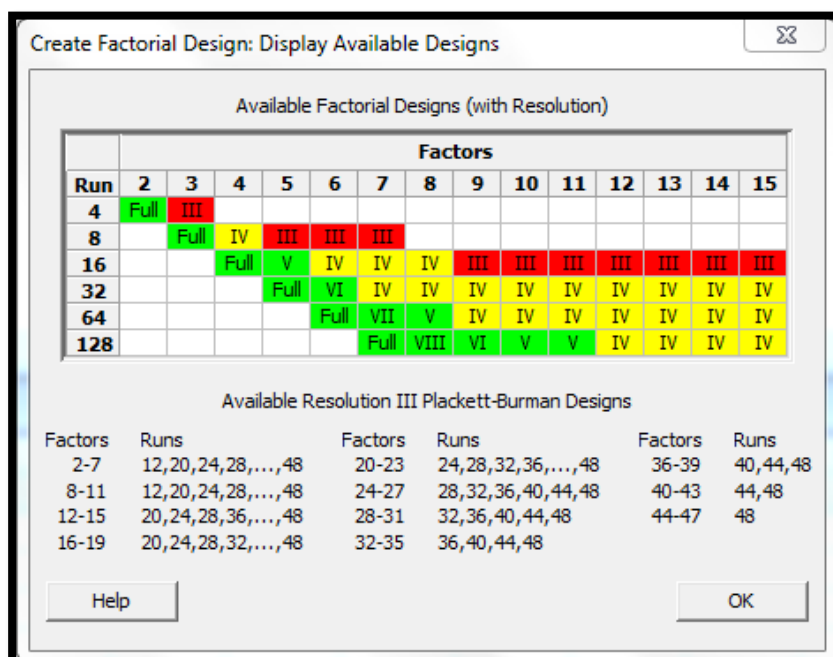 Create Factorial Design: Display Available Designs
Available Factorial Designs (with Resolution)
Factors
Run 2 3 4 5 6 7 8 9 10 11 12 13 14 15
4 Full III
8 Full IV III III III
16 Full V IV IV IV III III III III III III III
32 Full VI IV IV IV IV IV IV IV IV IV
64 Full VII V IV IV IV IV IV IV IV
128 Full VIII VI V V IV IV IV IV
Available Resolution III Plackett-Burman Designs
Factors Runs Factors Runs Factors Runs
2-7 12,20,24,28,...,48 20-23 24,28,32,36,...,48 36-39 40,44,48
8-11 12,20,24,28,...,48 24-27 28,32,36,40,44,48 40-43 44,48
12-15 20,24,28,36,...,48 28-31 32,36,40,44,48 44-47 48
16-19 20,24,28,32,...,48 32-35 36,40,44,48
Help OK